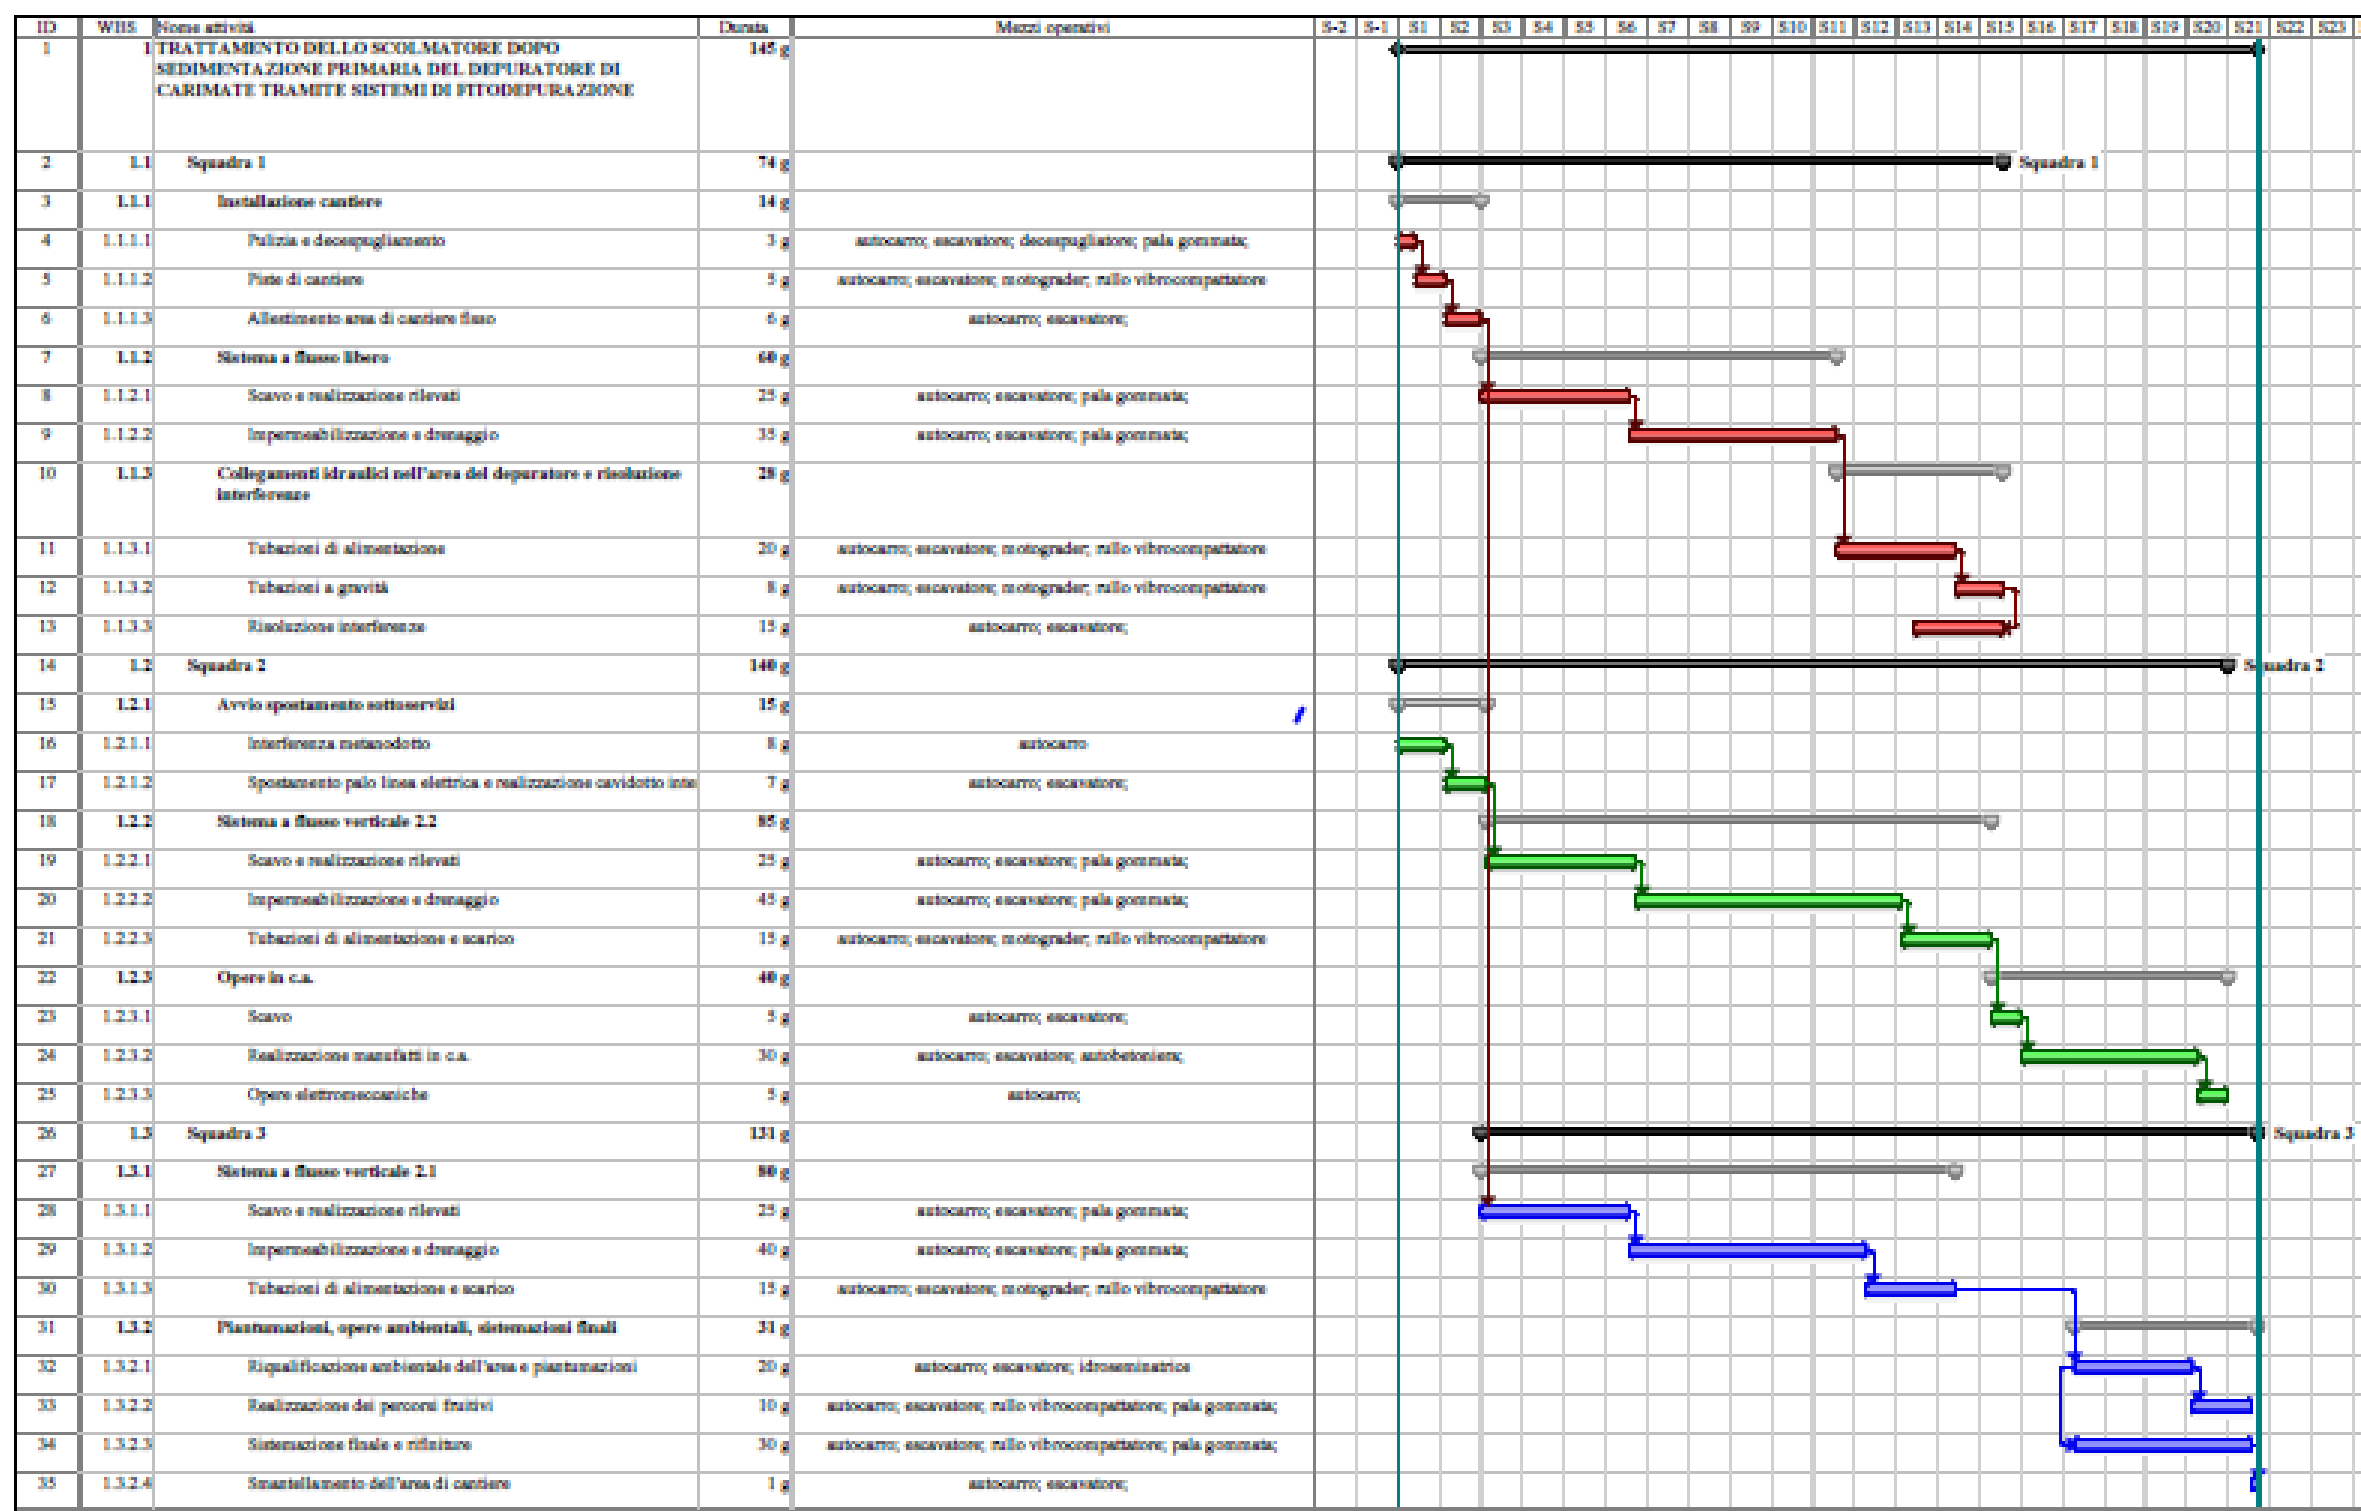 ID WBS Nome attività Durata Mezzi operativi S-2 S-1 S1 S2 S3 S4 S5 S6 S7 S8 S9 S10 S11 S12 S13 S14 S15 S16 S17 S18 S19 S20 S21 S22 S23
1 1 TRATTAMENTO DELLO SCOLMATORE DOPO 145 g
SEDIMENTAZIONE PRIMARIA DEL DEPURATORE DI
CARIMATE TRAMITE SISTEMI DI FITODEPURAZIONE
2 1.1 Squadra 1 74 g Squadra 1
3 1.1.1 Installazione cantiere 14 g
4 1.1.1.1 Pulizia e decespugliamento 3 g autocarro; escavatore; decespugliatore; pala gommata;
5 1.1.1.2 Piste di cantiere 5 g autocarro; escavatore; motograder; rullo vibrocompattatore
6 1.1.1.3 Allestimento area di cantiere fisso 6 g autocarro; escavatore;
7 1.1.2 Sistema a flusso libero 60 g
8 1.1.2.1 Scavo e realizzazione rilevati 25 g autocarro; escavatore; pala gommata;
9 1.1.2.2 Impermeabilizzazione e drenaggio 35 g autocarro; escavatore; pala gommata;
10 1.1.3 Collegamenti idraulici nell'area del depuratore e risoluzione 28 g
interferenze
11 1.1.3.1 Tubazioni di alimentazione 20 g autocarro; escavatore; motograder; rullo vibrocompattatore
12 1.1.3.2 Tubazioni a gravità 8 g autocarro; escavatore; motograder; rullo vibrocompattatore
13 1.1.3.3 Risoluzione interferenze 15 g autocarro; escavatore;
14 1.2 Squadra 2 140 g Squadra 2
15 1.2.1 Avvio spostamento sottoservizi 15 g
16 1.2.1.1 Interferenza metanodotto 8 g autocarro
17 1.2.1.2 Spostamento palo linea elettrica e realizzazione cavidotto inte 7 g autocarro; escavatore;
18 1.2.2 Sistema a flusso verticale 2.2 85 g
19 1.2.2.1 Scavo e realizzazione rilevati 25 g autocarro; escavatore; pala gommata;
20 1.2.2.2 Impermeabilizzazione e drenaggio 45 g autocarro; escavatore; pala gommata;
21 1.2.2.3 Tubazioni di alimentazione e scarico 15 g autocarro; escavatore; motograder; rullo vibrocompattatore
22 1.2.3 Opere in c.a. 40 g
23 1.2.3.1 Scavo 5 g autocarro; escavatore;
24 1.2.3.2 Realizzazione manufatti in c.a. 30 g autocarro; escavatore; autobetoniera;
25 1.2.3.3 Opere elettromeccaniche 5 g autocarro;
26 1.3 Squadra 3 131 g Squadra 3
27 1.3.1 Sistema a flusso verticale 2.1 80 g
28 1.3.1.1 Scavo e realizzazione rilevati 25 g autocarro; escavatore; pala gommata;
29 1.3.1.2 Impermeabilizzazione e drenaggio 40 g autocarro; escavatore; pala gommata;
30 1.3.1.3 Tubazioni di alimentazione e scarico 15 g autocarro; escavatore; motograder; rullo vibrocompattatore
31 1.3.2 Piantumazioni, opere ambientali, sistemazioni finali 31 g
32 1.3.2.1 Riqualificazione ambientale dell'area e piantumazioni 20 g autocarro; escavatore; idroseminatrice
33 1.3.2.2 Realizzazione dei percorsi fruitivi 10 g autocarro; escavatore; rullo vibrocompattatore; pala gommata;
34 1.3.2.3 Sistemazione finale e rifiniture 30 g autocarro; escavatore; rullo vibrocompattatore; pala gommata;
35 1.3.2.4 Smantellamento dell'area di cantiere 1 g autocarro; escavatore;